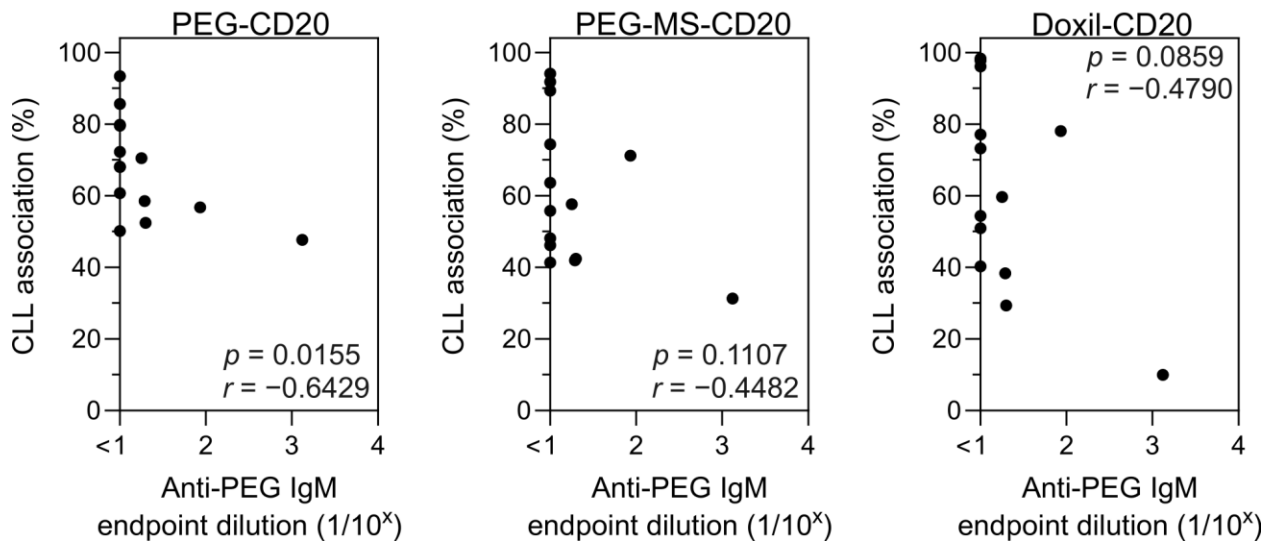 PEG-CD20
100
80
60
40
20
0
CLL association (%)
p = 0.0155
r = −0.6429
<1 2 3 4
Anti-PEG IgM
endpoint dilution (1/10ˣ)
PEG-MS-CD20
100
80
60
40
20
0
CLL association (%)
p = 0.1107
r = −0.4482
<1 2 3 4
Anti-PEG IgM
endpoint dilution (1/10ˣ)
Doxil-CD20
100
80
60
40
20
0
CLL association (%)
p = 0.0859
r = −0.4790
<1 2 3 4
Anti-PEG IgM
endpoint dilution (1/10ˣ)